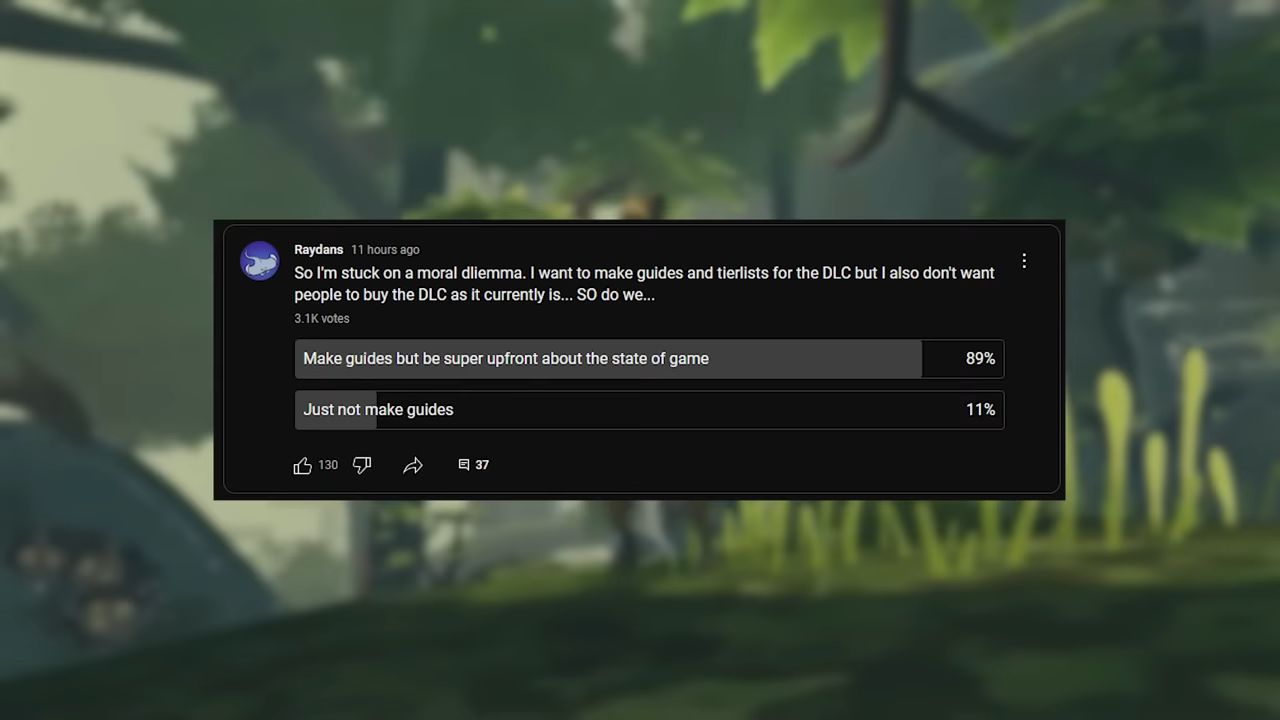 Raydans 11 hours ago
So I'm stuck on a moral dliemma. I want to make guides and tierlists for the DLC but I also don't want
people to buy the DLC as it currently is... SO do we...
3.1K votes
Make guides but be super upfront about the state of game 89%
Just not make guides 11%
130 37